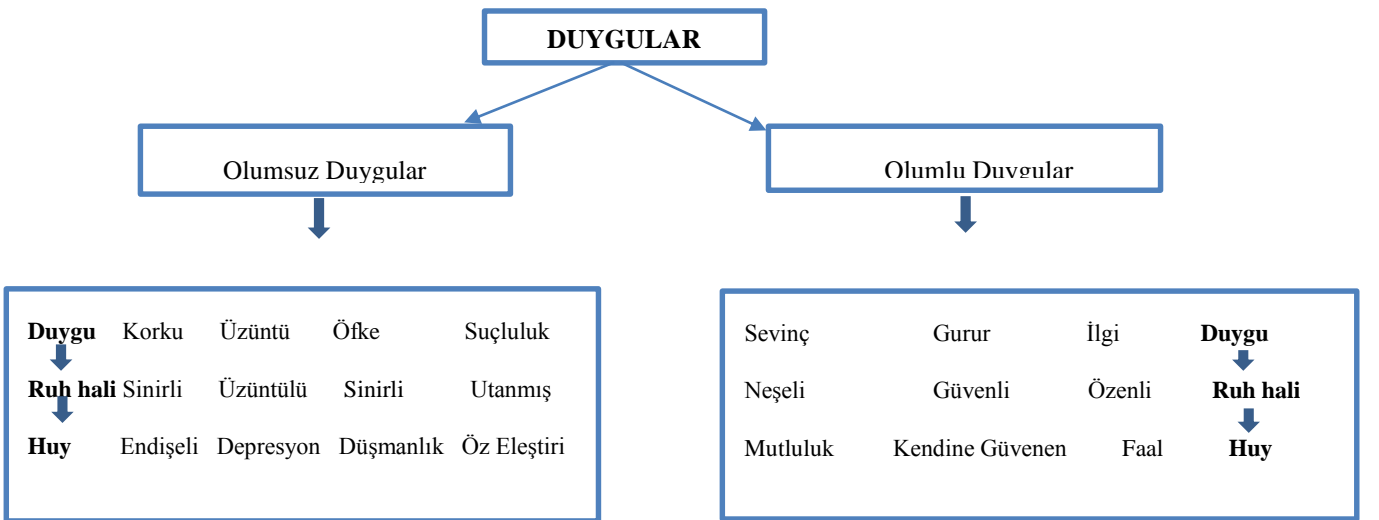 DUYGULAR
Olumsuz Duygular
Olumlu Duygular
Duygu Korku Üzüntü Öfke Suçluluk
Ruh hali Sinirli Üzüntülü Sinirli Utanmış
Huy Endişeli Depresyon Düşmanlık Öz Eleştiri
Sevinç Gurur İlgi Duygu
Neşeli Güvenli Özenli Ruh hali
Mutluluk Kendine Güvenen Faal Huy